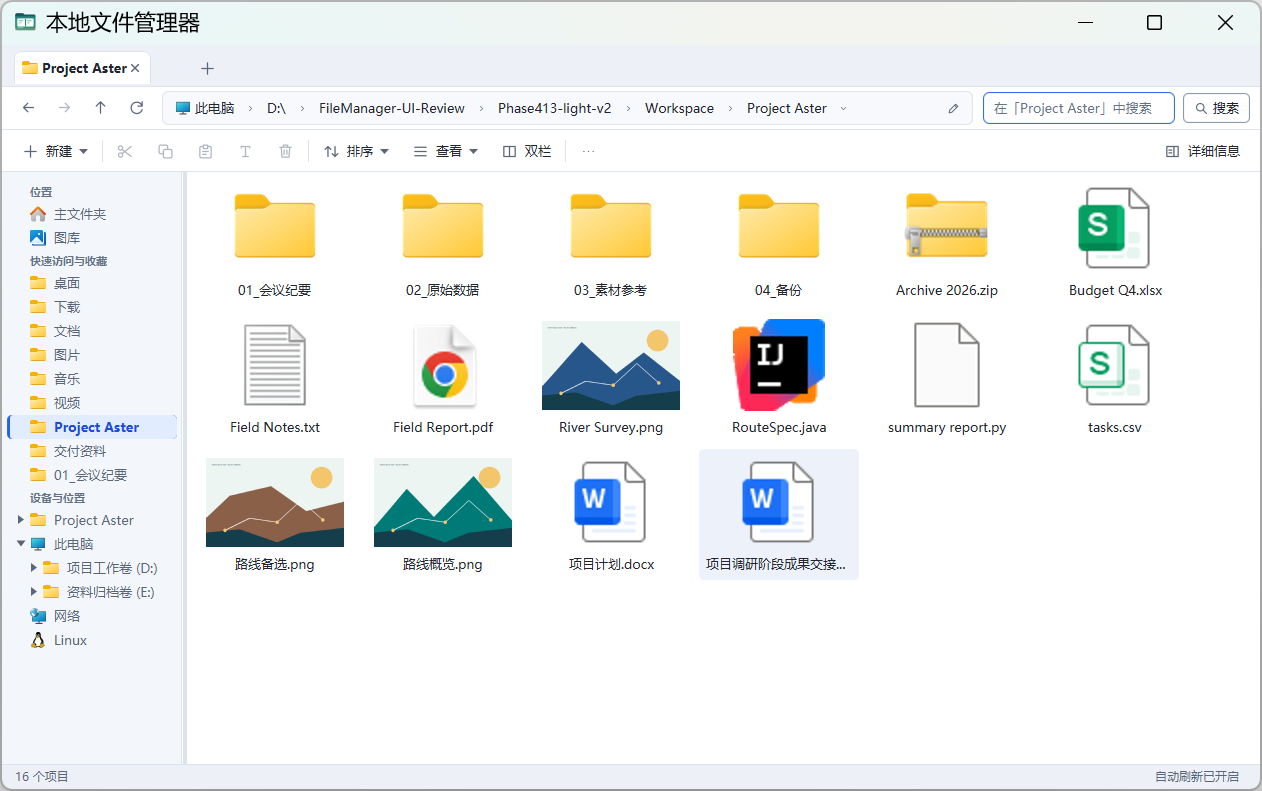 本地文件管理器
Project Aster
此电脑 › D:\ › FileManager-UI-Review › Phase413-light-v2 › Workspace › Project Aster
在「Project Aster」中搜索
搜索
新建
排序
查看
双栏
···
详细信息
位置
主文件夹
图库
快速访问与收藏
桌面
下载
文档
图片
音乐
视频
Project Aster
交付资料
01_会议纪要
设备与位置
Project Aster
此电脑
项目工作卷 (D:)
资料归档卷 (E:)
网络
Linux
01_会议纪要
02_原始数据
03_素材参考
04_备份
Archive 2026.zip
S
Budget Q4.xlsx
Field Notes.txt
Field Report.pdf
River Survey.png
IJ
RouteSpec.java
summary report.py
S
tasks.csv
路线备选.png
路线概览.png
W
项目计划.docx
W
项目调研阶段成果交接...
16 个项目
自动刷新已开启